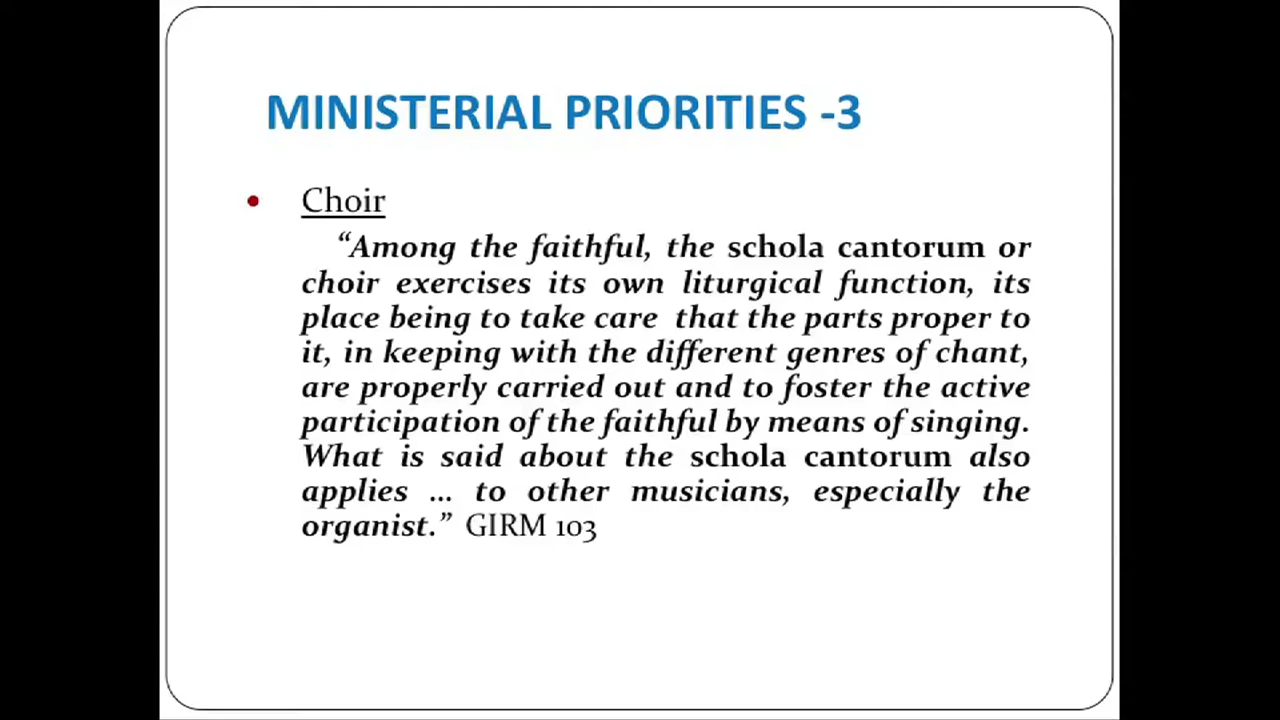 MINISTERIAL PRIORITIES -3
• Choir
“Among the faithful, the schola cantorum or
choir exercises its own liturgical function, its
place being to take care that the parts proper to
it, in keeping with the different genres of chant,
are properly carried out and to foster the active
participation of the faithful by means of singing.
What is said about the schola cantorum also
applies … to other musicians, especially the
organist.” GIRM 103